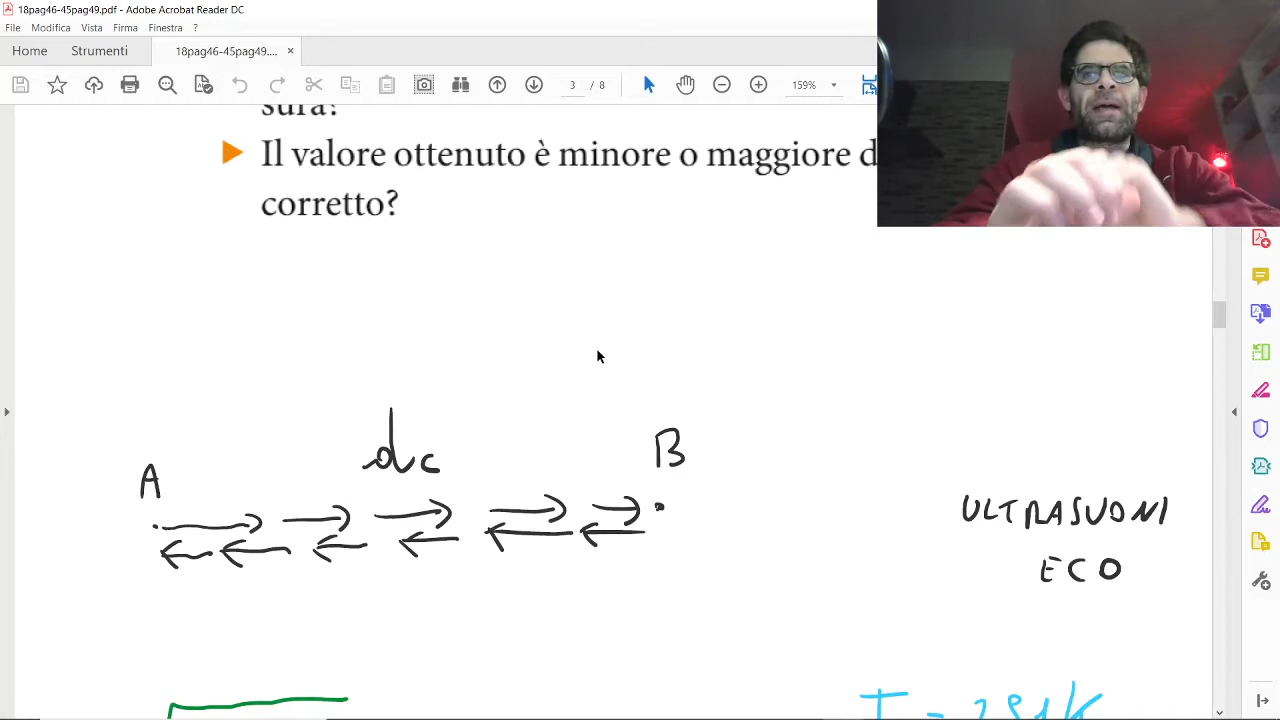 18pag46-45pag49.pdf - Adobe Acrobat Reader DC
File Modifica Vista Firma Finestra ?
Home Strumenti 18pag46-45pag49.... ×
3 / 8 159%
sura?
Il valore ottenuto è minore o maggiore d
corretto?
dc
A B
ULTRASUONI
ECO